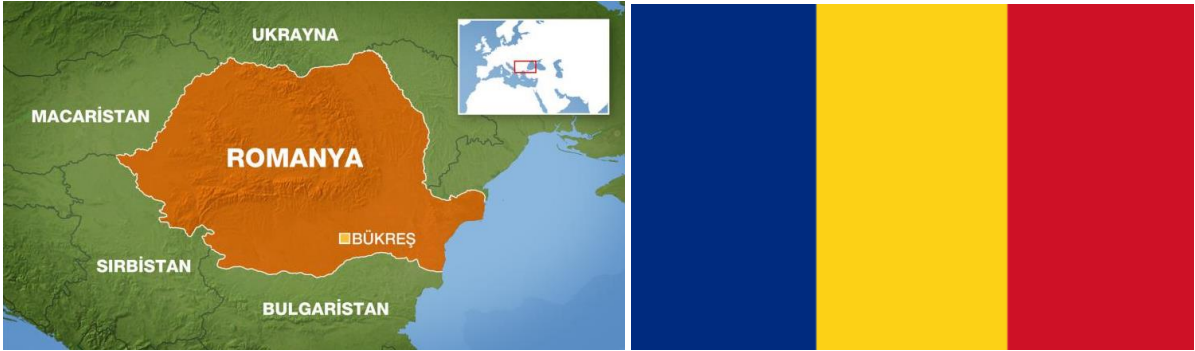 UKRAYNA
MACARİSTAN
ROMANYA
BÜKREŞ
SIRBİSTAN
BULGARİSTAN